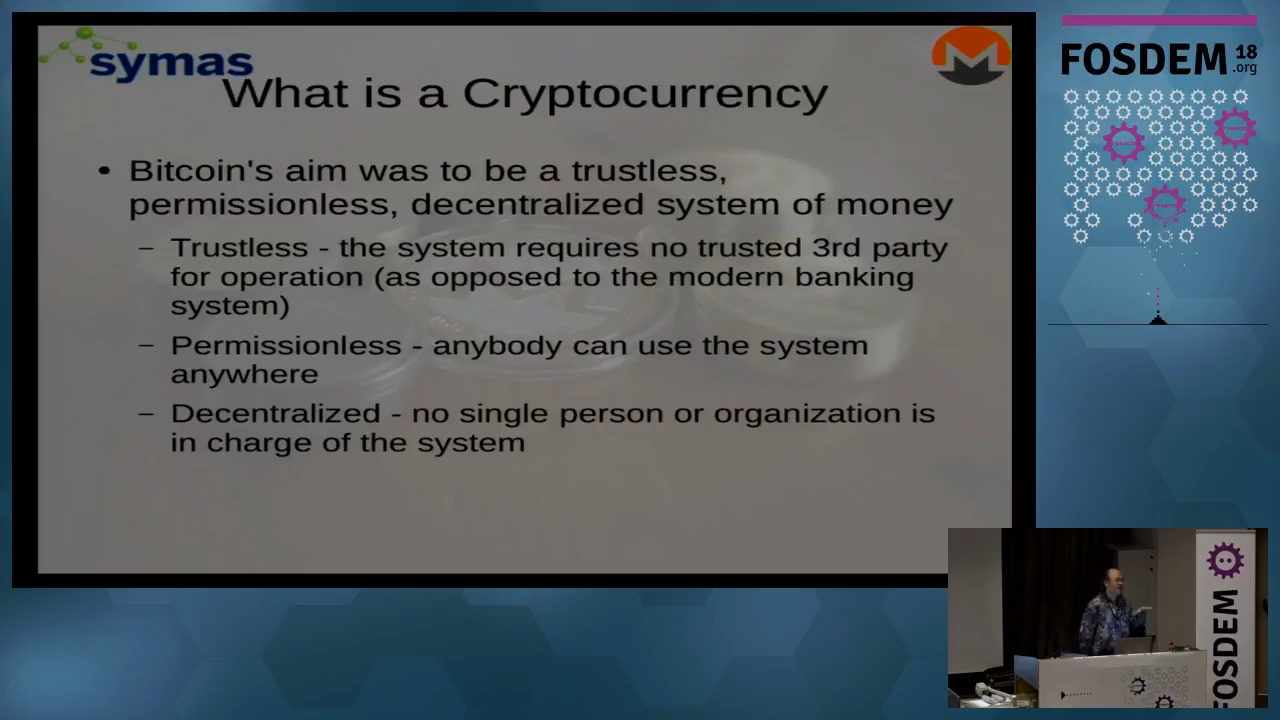 symas
What is a Cryptocurrency
• Bitcoin's aim was to be a trustless,
permissionless, decentralized system of money
– Trustless - the system requires no trusted 3rd party
for operation (as opposed to the modern banking
system)
– Permissionless - anybody can use the system
anywhere
– Decentralized - no single person or organization is
in charge of the system
FOSDEM 18
.org
FOSDEM